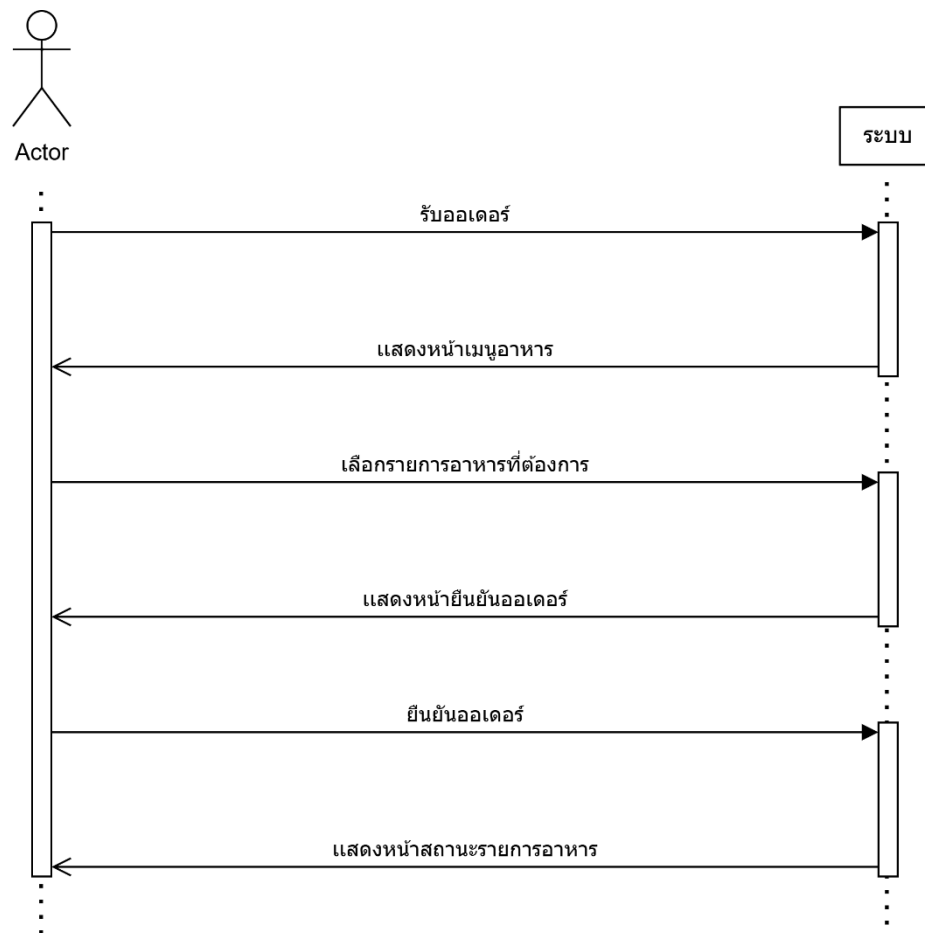 Actor
ระบบ
รับออเดอร์
แสดงหน้าเมนูอาหาร
เลือกรายการอาหารที่ต้องการ
แสดงหน้ายืนยันออเดอร์
ยืนยันออเดอร์
แสดงหน้าสถานะรายการอาหาร